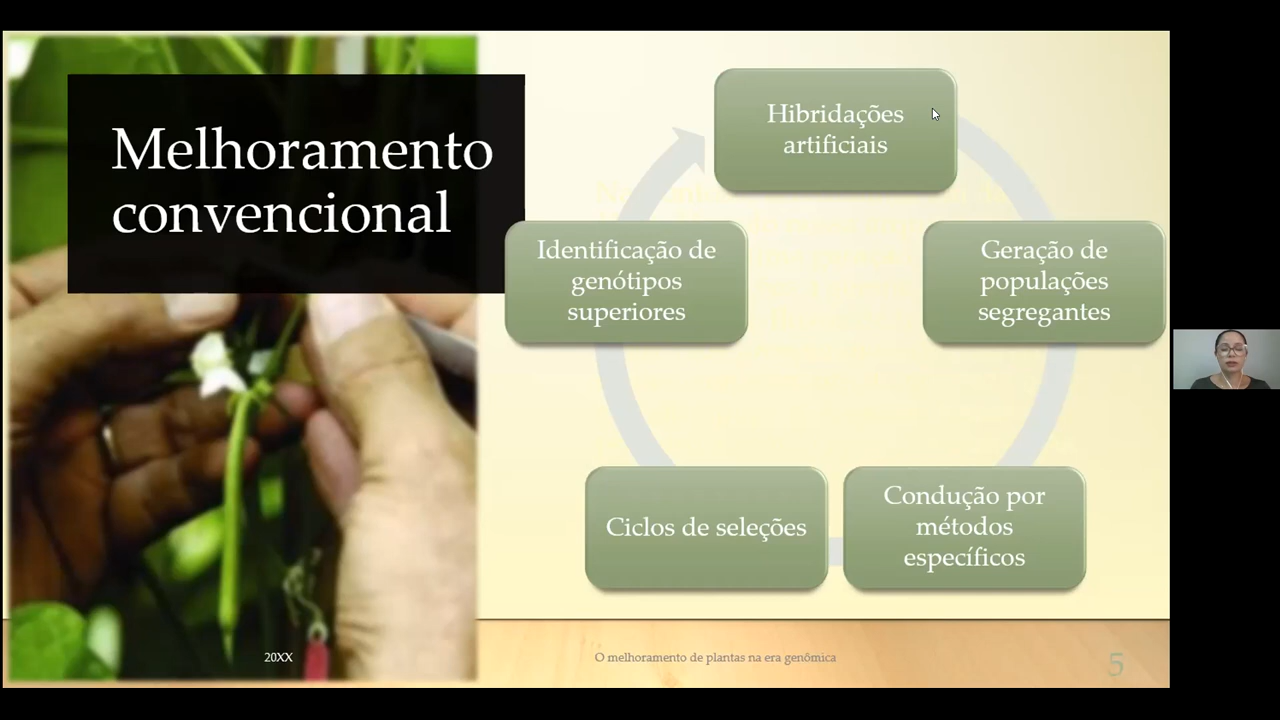 Melhoramento
convencional
Hibridações
artificiais
Geração de
populações
segregantes
Condução por
métodos
específicos
Ciclos de seleções
Identificação de
genótipos
superiores
20XX
O melhoramento de plantas na era genômica
5